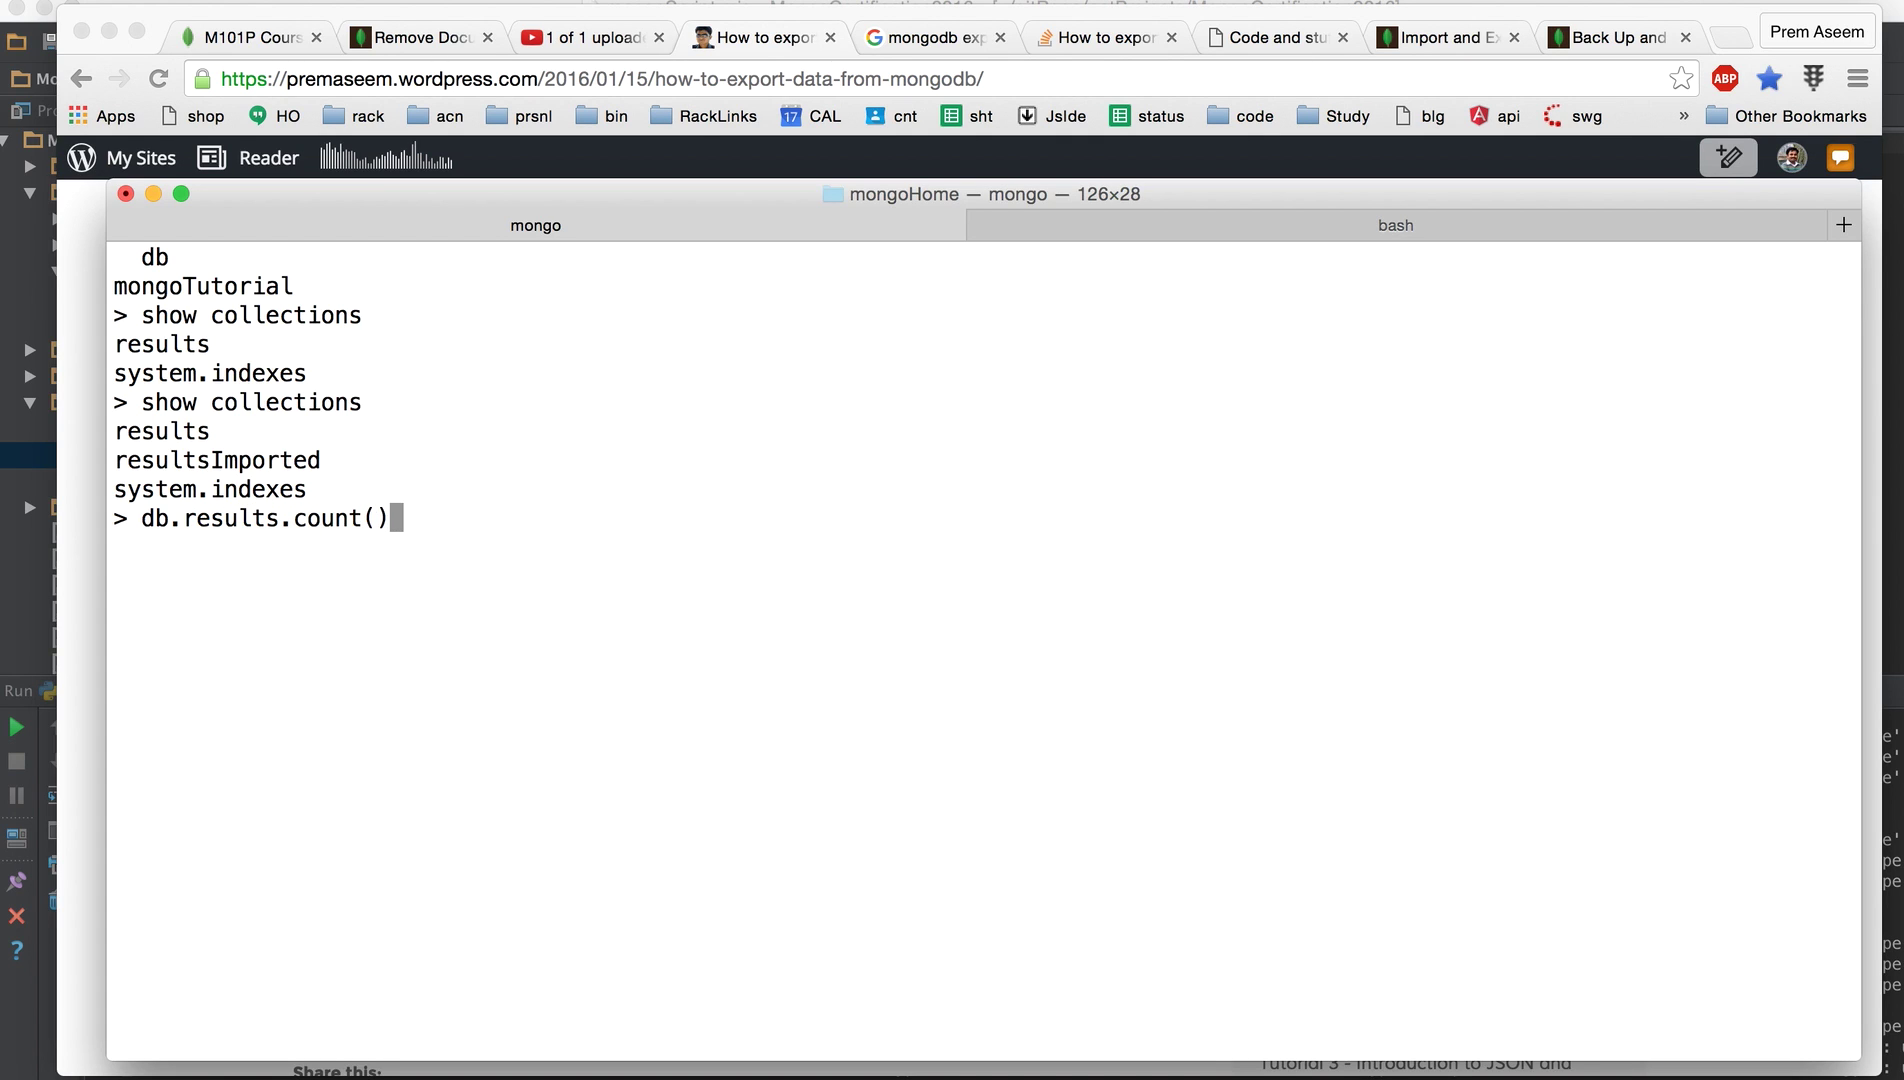 M101P Cours
Remove Docu
1 of 1 upload
How to expor
mongodb exp
How to expor
Code and stu
Import and Ex
Back Up and
Prem Aseem
https://premaseem.wordpress.com/2016/01/15/how-to-export-data-from-mongodb/
ABP
Apps
shop
HO
rack
acn
prsnl
bin
RackLinks
17 CAL
cnt
sht
JsIde
status
code
Study
blg
api
swg
»
Other Bookmarks
My Sites
Reader
mongoHome — mongo — 126×28
mongo
bash
+
db
mongoTutorial
> show collections
results
system.indexes
> show collections
results
resultsImported
system.indexes
> db.results.count()
Run
Share this:
Tutorial 3 - Introduction to JSON and